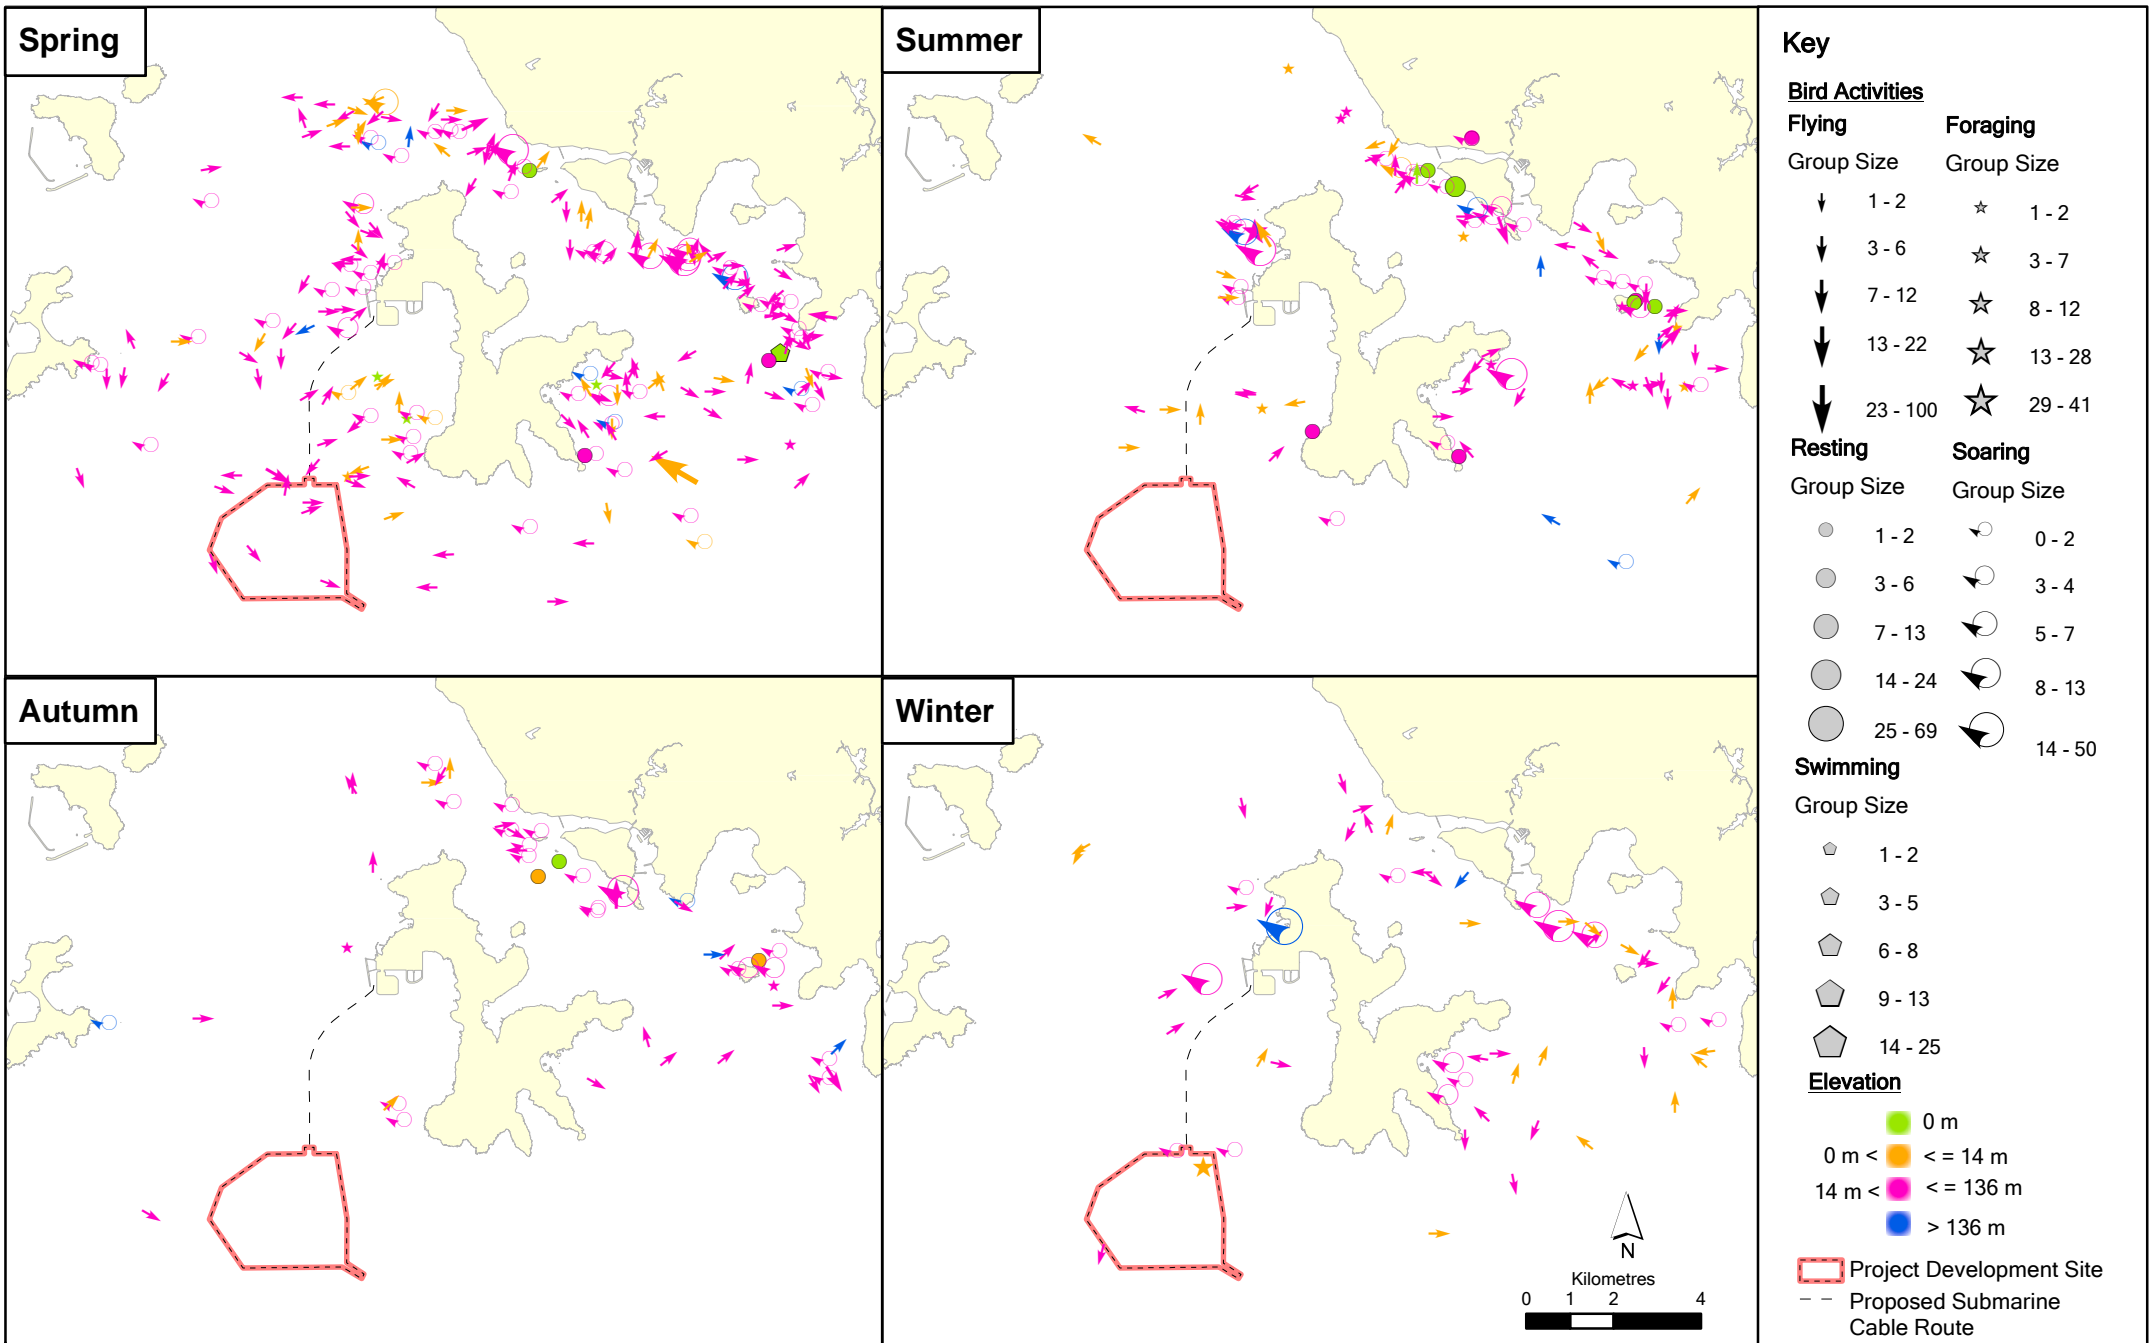 Spring
Summer
Autumn
Winter
N
Kilometres
0 1 2 4
Key
Bird Activities
Flying
Group Size
1 - 2
3 - 6
7 - 12
13 - 22
23 - 100
Foraging
Group Size
1 - 2
3 - 7
8 - 12
13 - 28
29 - 41
Resting
Group Size
1 - 2
3 - 6
7 - 13
14 - 24
25 - 69
Soaring
Group Size
0 - 2
3 - 4
5 - 7
8 - 13
14 - 50
Swimming
Group Size
1 - 2
3 - 5
6 - 8
9 - 13
14 - 25
Elevation
0 m
0 m < < = 14 m
14 m < < = 136 m
> 136 m
Project Development Site
Proposed Submarine
Cable Route